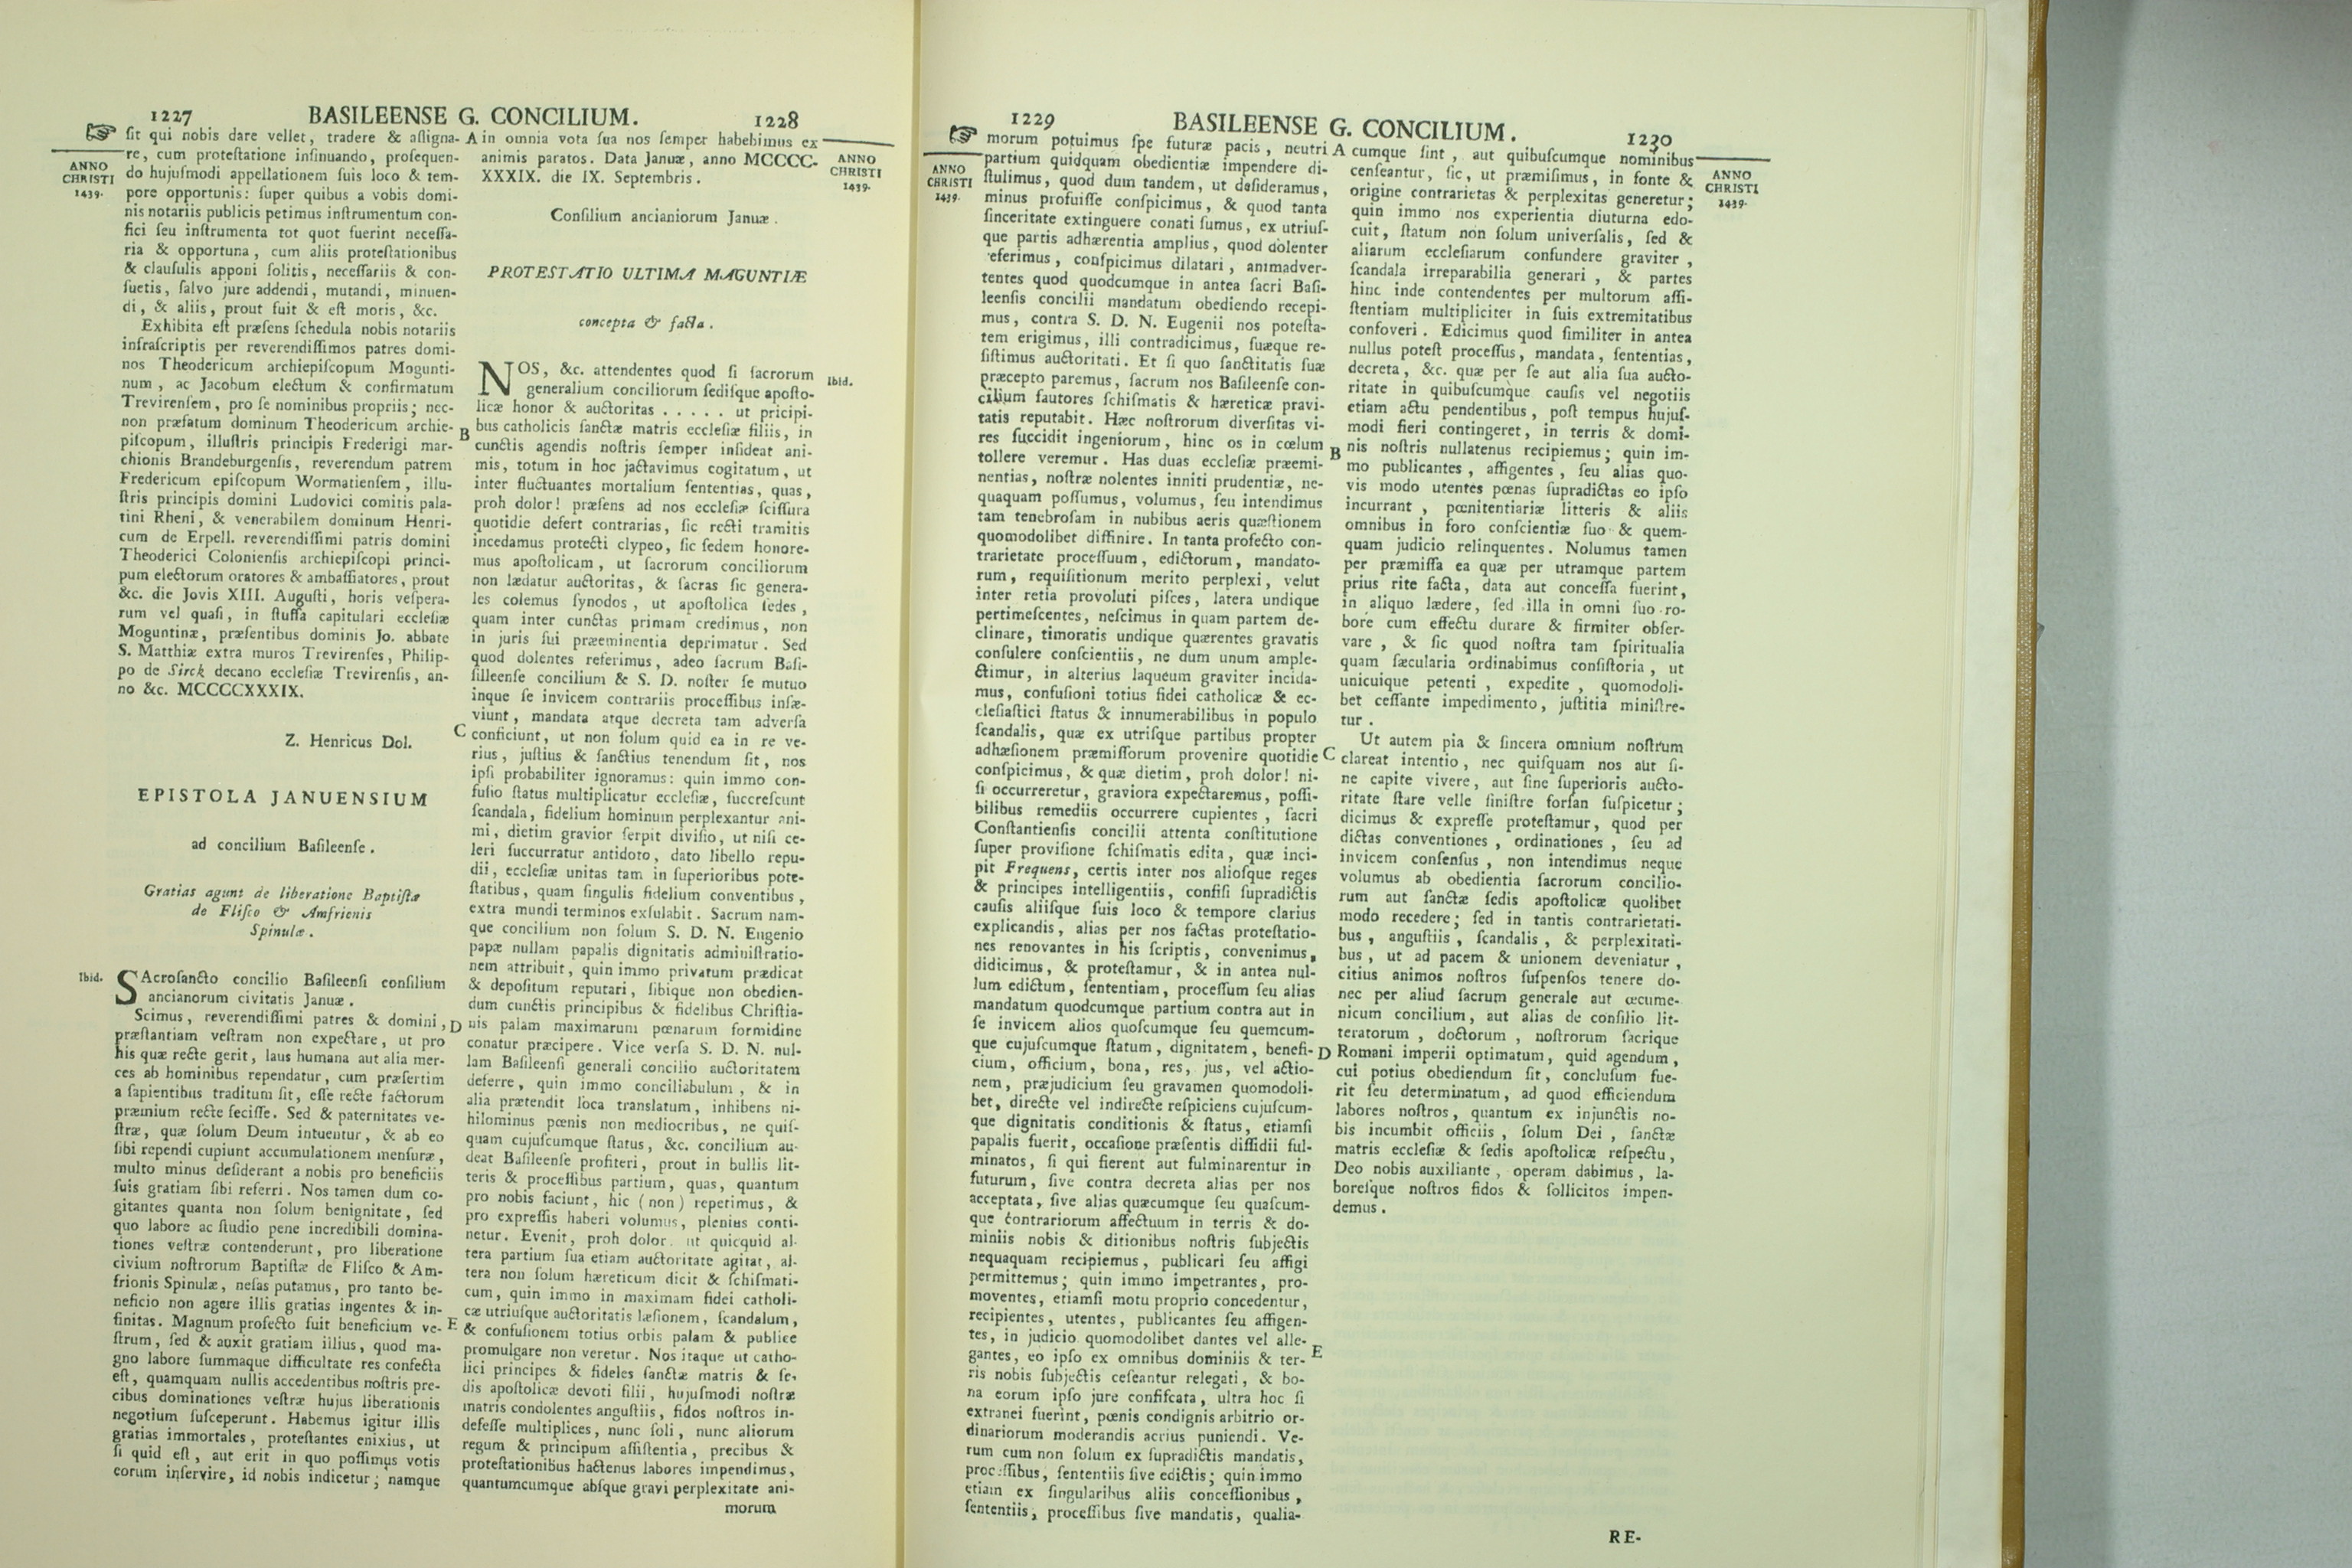 1227 BASILEENSE G. CONCILIUM. 1228
ANNO
CHRISTI
1439.
ſit qui nobis dare vellet, tradere & aſſigna-
re, cum proteſtatione inſinuando, proſequen-
do hujuſmodi appellationem ſuis loco & tem-
pore opportunis: ſuper quibus a vobis domi-
nis notariis publicis petimus inſtrumentum con-
fici ſeu inſtrumenta tot quot fuerint neceſſa-
ria & opportuna, cum aliis proteſtationibus
& clauſulis apponi ſolitis, neceſſariis & con-
ſuetis, ſalvo jure addendi, mutandi, minuen-
di, & aliis, prout fuit & eſt moris, &c.
Exhibita eſt præſens ſchedula nobis notariis
infraſcriptis per reverendiſſimos patres domi-
nos Theodericum archiepiſcopum Mogunti-
num, ac Jacobum electum & confirmatum
Trevirenſem, pro ſe nominibus propriis; nec-
non præfatum dominum Theodericum archie-
piſcopum, illuſtris principis Frederigi mar-
chionis Brandeburgenſis, reverendum patrem
Fredericum epiſcopum Wormatienſem, illu-
ſtris principis domini Ludovici comitis pala-
tini Rheni, & venerabilem dominum Henri-
cum de Erpell. reverendiſſimi patris domini
Theoderici Colonienſis archiepiſcopi princi-
pum electorum oratores & ambaſſiatores, prout
&c. die Jovis XIII. Auguſti, horis veſpera-
rum vel quaſi, in ſtuffa capitulari eccleſiæ
Moguntinæ, præſentibus dominis Jo. abbate
S. Matthiæ extra muros Trevirenſes, Philip-
po de Sirck decano eccleſiæ Trevirenſis, an-
no &c. MCCCCXXXIX.
Z. Henricus Dol.
EPISTOLA JANUENSIUM
ad concilium Baſileenſe.
Gratias agunt de liberatione Baptiſtæ
de Fliſco & Amfrionis
Spinulæ.
Ibid.
SAcroſancto concilio Baſileenſi conſilium
ancianorum civitatis Januæ.
Scimus, reverendiſſimi patres & domini,
præſtantiam veſtram non expectare, ut pro
his quæ recte gerit, laus humana aut alia mer-
ces ab hominibus rependatur, cum præſertim
a ſapientibus traditum ſit, eſſe recte factorum
præmium recte feciſſe. Sed & paternitates ve-
ſtræ, quæ ſolum Deum intuentur, & ab eo
ſibi rependi cupiunt accumulationem menſuræ,
multo minus deſiderant a nobis pro beneficiis
ſuis gratiam ſibi referri. Nos tamen dum co-
gitantes quanta non ſolum benignitate, ſed
quo labore ac ſtudio pene incredibili domina-
tiones veſtræ contenderunt, pro liberatione
civium noſtrorum Baptiſtæ de Fliſco & Am-
frionis Spinulæ, nefas putamus, pro tanto be-
neficio non agere illis gratias ingentes & in-
finitas. Magnum profecto fuit beneficium ve-
ſtrum, ſed & auxit gratiam illius, quod ma-
gno labore ſummaque difficultate res confecta
eſt, quamquam nullis accedentibus noſtris pre-
cibus dominationes veſtræ hujus liberationis
negotium ſuſceperunt. Habemus igitur illis
gratias immortales, proteſtantes enixius, ut
ſi quid eſt, aut erit in quo poſſimus votis
eorum inſervire, id nobis indicetur; namque
A
B
C
D
E
in omnia vota ſua nos ſemper habebimus ex
animis paratos. Data Januæ, anno MCCCC-
XXXIX. die IX. Septembris.
ANNO
CHRISTI
1439.
Conſilium ancianiorum Januæ.
PROTESTATIO ULTIMA MAGUNTIÆ
concepta & facta.
NOS, &c. attendentes quod ſi ſacrorum
generalium conciliorum ſediſque apoſto-
licæ honor & auctoritas . . . . . ut pricipi-
bus catholicis ſanctæ matris eccleſiæ filiis, in
cunctis agendis noſtris ſemper inſideat ani-
mis, totum in hoc jactavimus cogitatum, ut
inter fluctuantes mortalium ſententias, quas,
proh dolor! præſens ad nos eccleſiæ ſciſſura
quotidie defert contrarias, ſic recti tramitis
incedamus protecti clypeo, ſic ſedem honore-
mus apoſtolicam, ut ſacrorum conciliorum
non lædatur auctoritas, & ſacras ſic genera-
les colemus ſynodos, ut apoſtolica ſedes,
quam inter cunctas primam credimus, non
in juris ſui præeminentia deprimatur. Sed
quod dolentes referimus, adeo ſacrum Baſi-
ſilleenſe concilium & S. D. noſter ſe mutuo
inque ſe invicem contrariis proceſſibus inſæ-
viunt, mandata atque decreta tam adverſa
conficiunt, ut non ſolum quid ea in re ve-
rius, juſtius & ſanctius tenendum ſit, nos
ipſi probabiliter ignoramus: quin immo con-
fuſio ſtatus multiplicatur eccleſiæ, ſuccreſcunt
ſcandala, fidelium hominum perplexantur ani-
mi, dietim gravior ſerpit diviſio, ut niſi ce-
leri ſuccurratur antidoto, dato libello repu-
dii, eccleſiæ unitas tam in ſuperioribus pote-
ſtatibus, quam ſingulis fidelium conventibus,
extra mundi terminos exſulabit. Sacrum nam-
que concilium non ſolum S. D. N. Eugenio
papæ nullam papalis dignitatis adminiſtratio-
nem attribuit, quin immo privatum prædicat
& depoſitum reputari, ſibique non obedien-
dum cunctis principibus & fidelibus Chriſtia-
nis palam maximarum pœnarum formidine
conatur præcipere. Vice verſa S. D. N. nul-
lam Baſileenſi generali concilio auctoritatem
deferre, quin immo conciliabulum, & in
alia prætendit loca translatum, inhibens ni-
hilominus pœnis non mediocribus, ne quiſ-
quam cujuſcumque ſtatus, &c. concilium au-
deat Baſileenſe profiteri, prout in bullis lit-
teris & proceſſibus partium, quas, quantum
pro nobis faciunt, hic (non) repetimus, &
pro expreſſis haberi volumus, plenius conti-
netur. Evenit, proh dolor. ut quicquid al-
tera partium ſua etiam auctoritate agitat, al-
tera non ſolum hæreticum dicit & ſchiſmati-
cum, quin immo in maximam fidei catholi-
cæ utriuſque auctoritatis læſionem, ſcandalum,
& confuſionem totius orbis palam & publice
promulgare non veretur. Nos itaque ut catho-
lici principes & fideles ſanctæ matris & ſe-
dis apoſtolicæ devoti filii, hujuſmodi noſtræ
matris condolentes anguſtiis, fidos noſtros in-
defeſſe multiplices, nunc ſoli, nunc aliorum
regum & principum aſſiſtentia, precibus &
proteſtationibus hactenus labores impendimus,
quantumcumque abſque gravi perplexitate ani-
morum
Ibid.
1229 BASILEENSE G. CONCILIUM. 1230
ANNO
CHRISTI
1439.
morum potuimus ſpe futuræ pacis, neutri
partium quidquam obedientiæ impendere di-
ſtulimus, quod dum tandem, ut deſideramus,
minus profuiſſe conſpicimus, & quod tanta
ſinceritate extinguere conati ſumus, ex utriuſ-
que partis adhærentia amplius, quod dolenter
referimus, conſpicimus dilatari, animadver-
tentes quod quodcumque in antea ſacri Baſi-
leenſis concilii mandatum obediendo recepi-
mus, contra S. D. N. Eugenii nos poteſta-
tem erigimus, illi contradicimus, ſuæque re-
ſiſtimus auctoritati. Et ſi quo ſanctitatis ſuæ
præcepto paremus, ſacrum nos Baſileenſe con-
cilium fautores ſchiſmatis & hæreticæ pravi-
tatis reputabit. Hæc noſtrorum diverſitas vi-
res ſuccidit ingeniorum, hinc os in cœlum
tollere veremur. Has duas eccleſiæ præemi-
nentias, noſtræ nolentes inniti prudentiæ, ne-
quaquam poſſumus, volumus, ſeu intendimus
tam tenebroſam in nubibus aeris quæſtionem
quomodolibet diffinire. In tanta profecto con-
trarietate proceſſuum, edictorum, mandato-
rum, requiſitionum merito perplexi, velut
inter retia provoluti piſces, latera undique
pertimeſcentes, neſcimus in quam partem de-
clinare, timoratis undique quærentes gravatis
conſulere conſcientiis, ne dum unum ample-
ctimur, in alterius laqueum graviter incida-
mus, confuſioni totius fidei catholicæ & ec-
cleſiaſtici ſtatus & innumerabilibus in populo
ſcandalis, quæ ex utriſque partibus propter
adhæſionem præmiſſorum provenire quotidie
conſpicimus, & quæ dietim, proh dolor! ni-
ſi occurreretur, graviora expectaremus, poſſi-
bilibus remediis occurrere cupientes, ſacri
Conſtantienſis concilii attenta conſtitutione
ſuper proviſione ſchiſmatis edita, quæ inci-
pit Frequens, certis inter nos alioſque reges
& principes intelligentiis, confiſi ſupradictis
cauſis aliiſque ſuis loco & tempore clarius
explicandis, alias per nos factas proteſtatio-
nes renovantes in his ſcriptis, convenimus,
didicimus, & proteſtamur, & in antea nul-
lum edictum, ſententiam, proceſſum ſeu alias
mandatum quodcumque partium contra aut in
ſe invicem alios quoſcumque ſeu quemcum-
que cujuſcumque ſtatum, dignitatem, benefi-
cium, officium, bona, res, jus, vel actio-
nem, præjudicium ſeu gravamen quomodoli-
bet, directe vel indirecte reſpiciens cujuſcum-
que dignitatis conditionis & ſtatus, etiamſi
papalis fuerit, occaſione præſentis diſſidii ful-
minatos, ſi qui fierent aut fulminarentur in
futurum, ſive contra decreta alias per nos
acceptata, ſive alias quæcumque ſeu quaſcum-
que contrariorum affectuum in terris & do-
miniis nobis & ditionibus noſtris ſubjectis
nequaquam recipiemus, publicari ſeu affigi
permittemus; quin immo impetrantes, pro-
moventes, etiamſi motu proprio concedentur,
recipientes, utentes, publicantes ſeu affigen-
tes, in judicio quomodolibet dantes vel alle-
gantes, eo ipſo ex omnibus dominiis & ter-
ris nobis ſubjectis ceſeantur relegati, & bo-
na eorum ipſo jure confiſcata, ultra hoc ſi
extranei fuerint, pœnis condignis arbitrio or-
dinariorum moderandis acrius puniendi. Ve-
rum cum non ſolum ex ſupradictis mandatis,
proceſſibus, ſententiis ſive edictis; quin immo
etiam ex ſingularibus aliis conceſſionibus,
ſententiis, proceſſibus ſive mandatis, qualia-
A
B
C
D
E
cumque ſint, aut quibuſcumque nominibus
cenſeantur, ſic, ut præmiſimus, in fonte &
origine contrarietas & perplexitas generetur;
quin immo nos experientia diuturna edo-
cuit, ſtatum non ſolum univerſalis, ſed &
aliarum eccleſiarum confundere graviter,
ſcandala irreparabilia generari, & partes
hinc inde contendentes per multorum aſſi-
ſtentiam multipliciter in ſuis extremitatibus
confoveri. Edicimus quod ſimiliter in antea
nullus poteſt proceſſus, mandata, ſententias,
decreta, &c. quæ per ſe aut alia ſua aucto-
ritate in quibuſcumque cauſis vel negotiis
etiam actu pendentibus, poſt tempus hujuſ-
modi fieri contingeret, in terris & domi-
nis noſtris nullatenus recipiemus; quin im-
mo publicantes, affigentes, ſeu alias quo-
vis modo utentes pœnas ſupradictas eo ipſo
incurrant, pœnitentiariæ litteris & aliis
omnibus in foro conſcientiæ ſuo & quem-
quam judicio relinquentes. Nolumus tamen
per præmiſſa ea quæ per utramque partem
prius rite facta, data aut conceſſa fuerint,
in aliquo lædere, ſed illa in omni ſuo ro-
bore cum effectu durare & firmiter obſer-
vare, & ſic quod noſtra tam ſpiritualia
quam ſæcularia ordinabimus conſiſtoria, ut
unicuique petenti, expedite, quomodoli-
bet ceſſante impedimento, juſtitia miniſtre-
tur.
Ut autem pia & ſincera omnium noſtrum
clareat intentio, nec quiſquam nos aut ſi-
ne capite vivere, aut ſine ſuperioris aucto-
ritate ſtare velle ſiniſtre forſan ſuſpicetur;
dicimus & expreſſe proteſtamur, quod per
dictas conventiones, ordinationes, ſeu ad
invicem conſenſus, non intendimus neque
volumus ab obedientia ſacrorum concilio-
rum aut ſanctæ ſedis apoſtolicæ quolibet
modo recedere; ſed in tantis contrarietati-
bus, anguſtiis, ſcandalis, & perplexitati-
bus, ut ad pacem & unionem deveniatur,
citius animos noſtros ſuſpenſos tenere do-
nec per aliud ſacrum generale aut œcume-
nicum concilium, aut alias de conſilio lit-
teratorum, doctorum, noſtrorum ſacrique
Romani imperii optimatum, quid agendum,
cui potius obediendum ſit, concluſum fue-
rit ſeu determinatum, ad quod efficiendum
labores noſtros, quantum ex injunctis no-
bis incumbit officiis, ſolum Dei, ſanctæ
matris eccleſiæ & ſedis apoſtolicæ reſpectu,
Deo nobis auxiliante, operam dabimus, la-
boreſque noſtros fidos & ſollicitos impen-
demus.
ANNO
CHRISTI
1439.
RE-